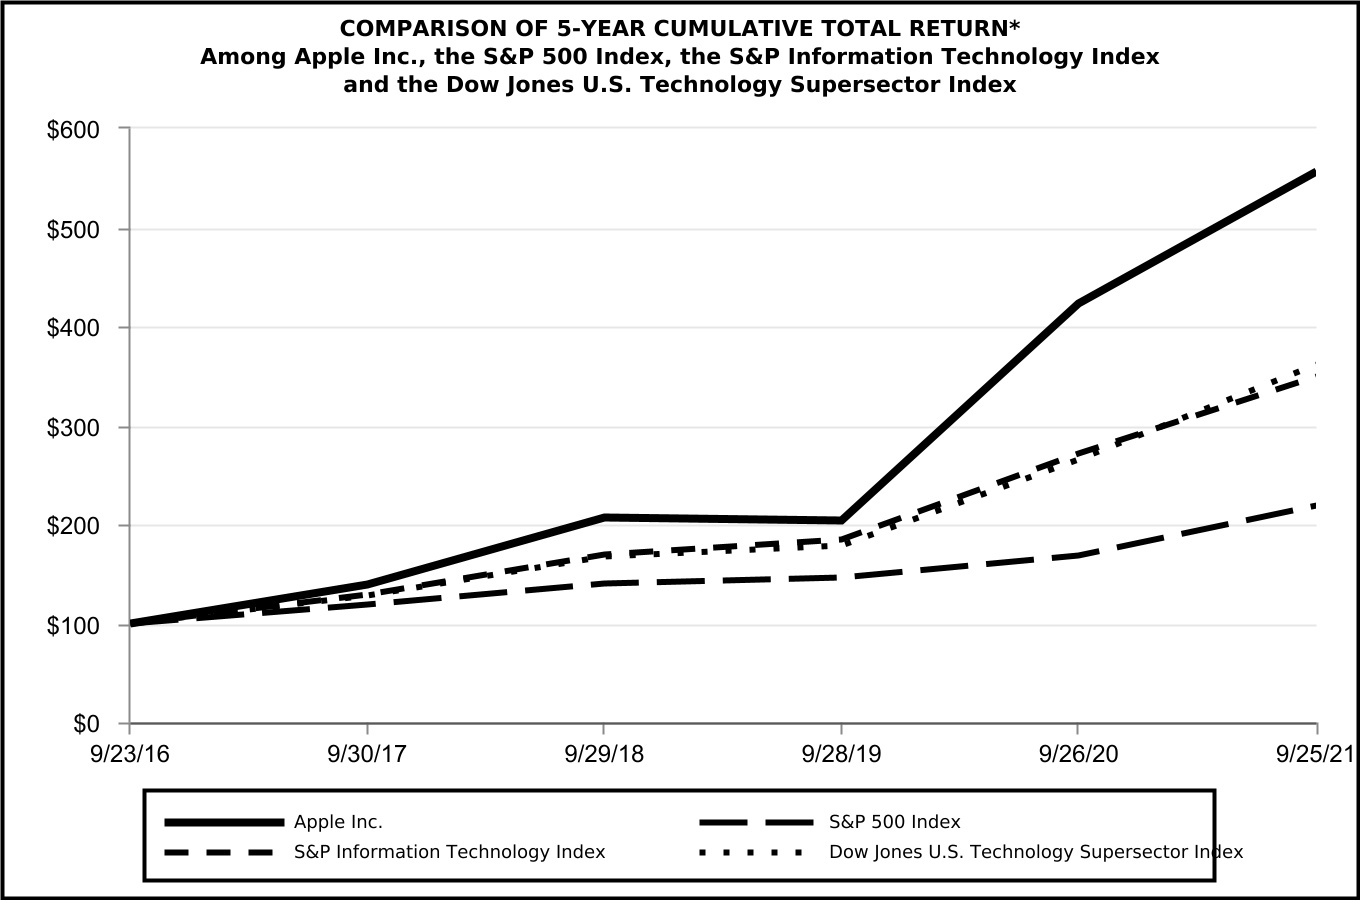 COMPARISON OF 5-YEAR CUMULATIVE TOTAL RETURN*
Among Apple Inc., the S&P 500 Index, the S&P Information Technology Index
and the Dow Jones U.S. Technology Supersector Index
$600
$500
$400
$300
$200
$100
$0
9/23/16 9/30/17 9/29/18 9/28/19 9/26/20 9/25/21
Apple Inc. S&P 500 Index
S&P Information Technology Index Dow Jones U.S. Technology Supersector Index